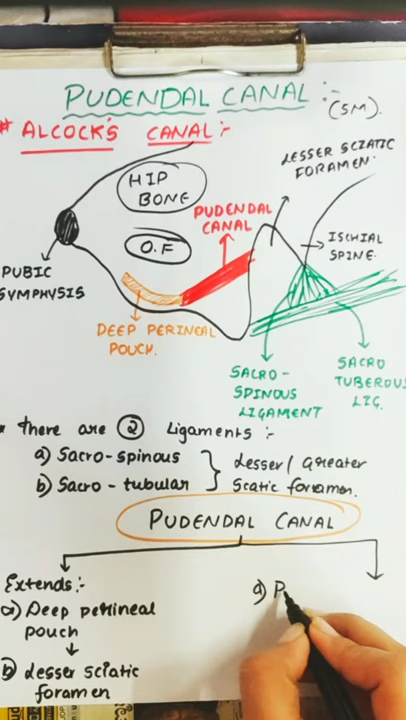 PUDENDAL CANAL :-
(5M).
* ALCOCK'S CANAL :-
LESSER SCIATIC
FORAMEN.
HIP
BONE
PUDENDAL
CANAL
O.F
ISCHIAL
SPINE.
PUBIC
SYMPHYSIS
DEEP PERINEAL
POUCH.
SACRO-
SPINOUS
LIGAMENT
SACRO
TUBEROUS
LIG.
* there are ② Ligaments :-
a) Sacro-spinous
b) Sacro - tubular
Lesser / Greater
Scatic foramen.
PUDENDAL CANAL
Extends :-
a) Deep perineal
pouch
↓
b) Lesser sciatic
foramen
a) P